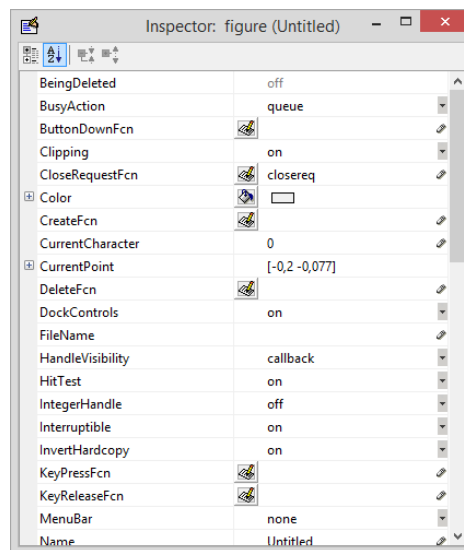 Inspector: figure (Untitled)
BeingDeleted off
BusyAction queue
ButtonDownFcn
Clipping on
CloseRequestFcn closereq
Color
CreateFcn
CurrentCharacter 0
CurrentPoint [-0,2 -0,077]
DeleteFcn
DockControls on
FileName
HandleVisibility callback
HitTest on
IntegerHandle off
Interruptible on
InvertHardcopy on
KeyPressFcn
KeyReleaseFcn
MenuBar none
Name Untitled